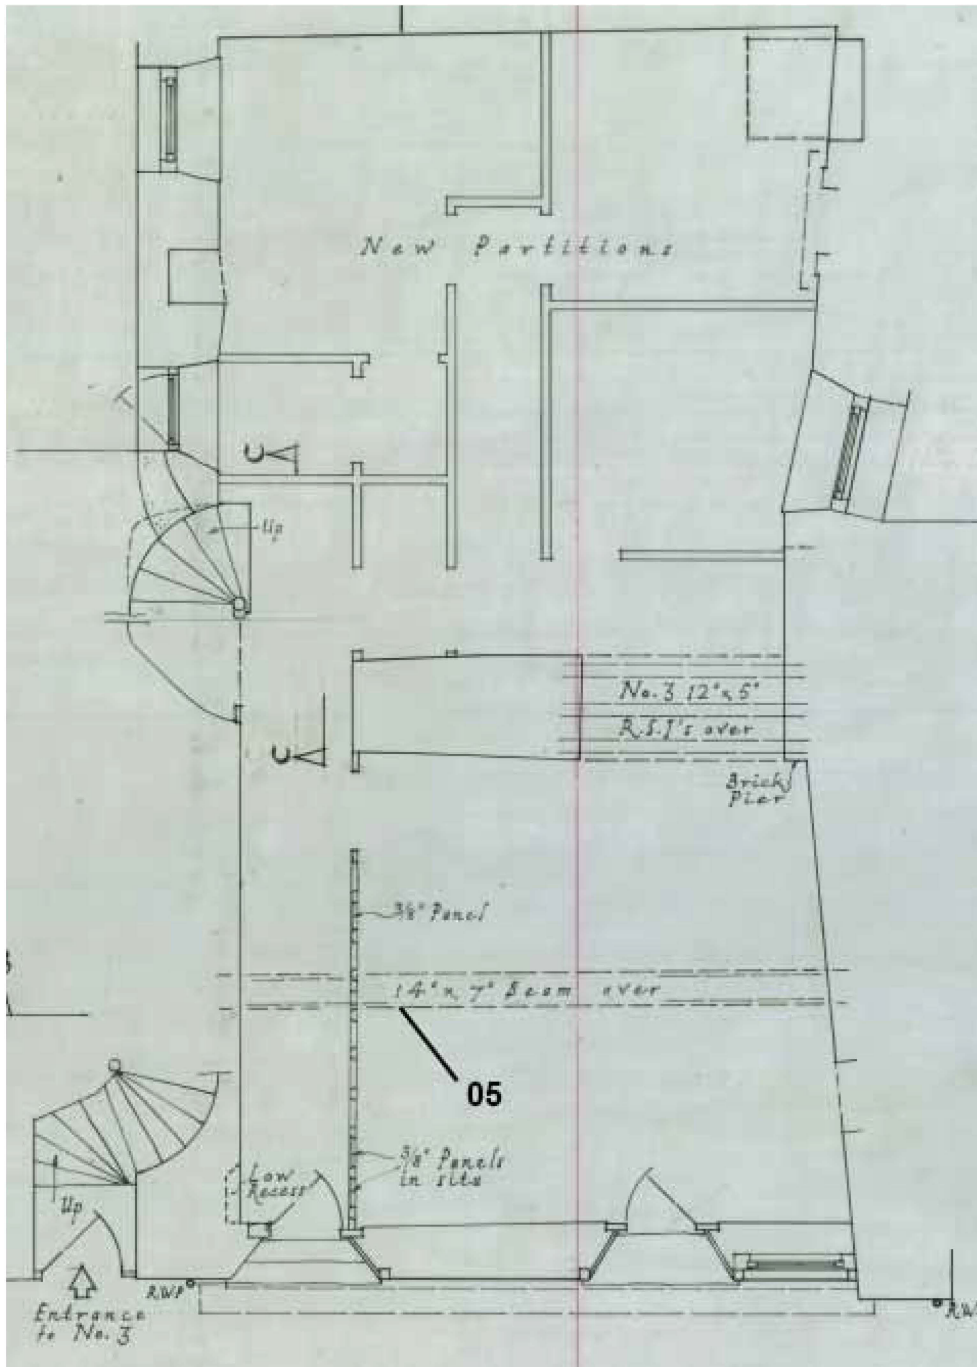 New Partitions
C
Up
No. 3 12" x 5"
R.S.J's over
C
Brick
Pier
3/8" Panel
14" x 7" Beam over
05
3/8" Panels
in situ
Low
Recess
Up
RWP
Entrance
to No. 3
RW